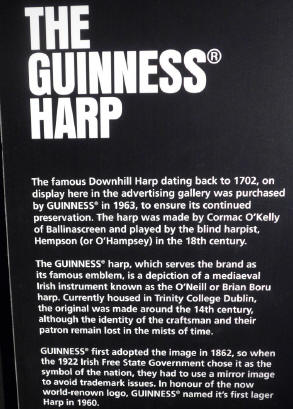 THE
GUINNESS®
HARP
The famous Downhill Harp dating back to 1702, on
display here in the advertising gallery was purchased
by GUINNESS® in 1963, to ensure its continued
preservation. The harp was made by Cormac O'Kelly
of Ballinascreen and played by the blind harpist,
Hempson (or O'Hampsey) in the 18th century.
The GUINNESS® harp, which serves the brand as
its famous emblem, is a depiction of a mediaeval
Irish instrument known as the O'Neill or Brian Boru
harp. Currently housed in Trinity College Dublin,
the original was made around the 14th century,
although the identity of the craftsman and their
patron remain lost in the mists of time.
GUINNESS® first adopted the image in 1862, so when
the 1922 Irish Free State Government chose it as the
symbol of the nation, they had to use a mirror image
to avoid trademark issues. In honour of the now
world-renown logo, GUINNESS® named it's first lager
Harp in 1960.